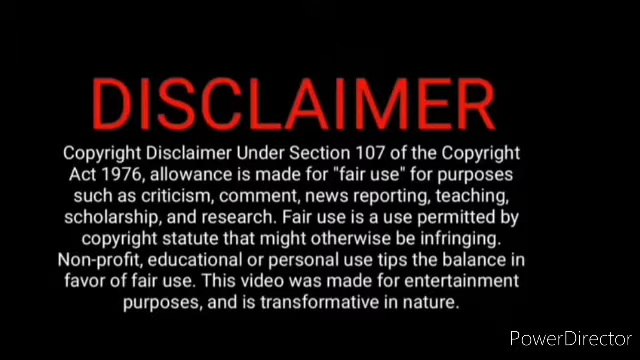 DISCLAIMER
Copyright Disclaimer Under Section 107 of the Copyright
Act 1976, allowance is made for "fair use" for purposes
such as criticism, comment, news reporting, teaching,
scholarship, and research. Fair use is a use permitted by
copyright statute that might otherwise be infringing.
Non-profit, educational or personal use tips the balance in
favor of fair use. This video was made for entertainment
purposes, and is transformative in nature.
PowerDirector